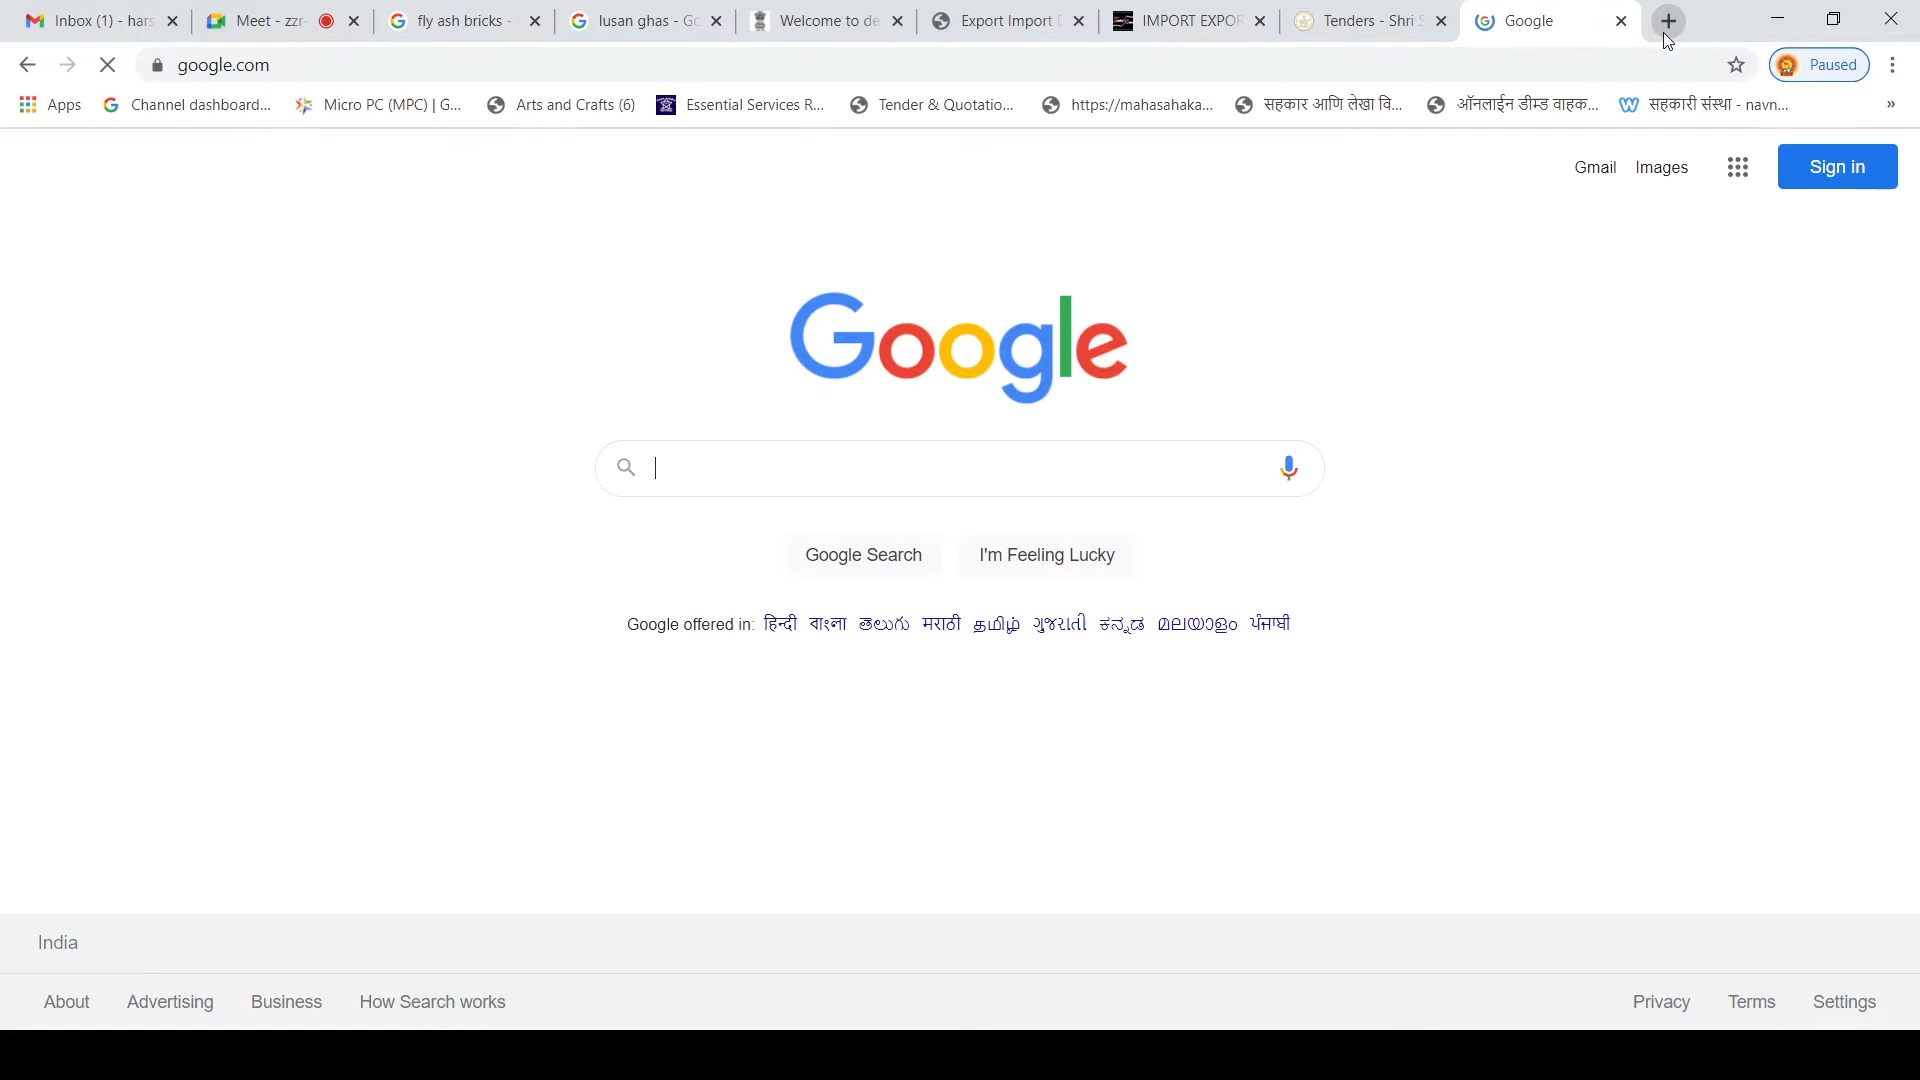 Inbox (1) - hars
Meet - zzr-
fly ash bricks -
lusan ghas - Go
Welcome to de
Export Import
IMPORT EXPOR
Tenders - Shri S
Google
google.com
Paused
Apps
Channel dashboard...
Micro PC (MPC) | G...
Arts and Crafts (6)
Essential Services R...
Tender & Quotatio...
https://mahasahaka...
सहकार आणि लेखा वि...
ऑनलाईन डीम्ड वाहक...
सहकारी संस्था - navn...
»
Gmail Images
Sign in
Google
Google Search I'm Feeling Lucky
Google offered in: हिन्दी বাংলা తెలుగు मराठी தமிழ் ગુજરાતી ಕನ್ನಡ മലയാളം ਪੰਜਾਬੀ
India
About Advertising Business How Search works
Privacy Terms Settings